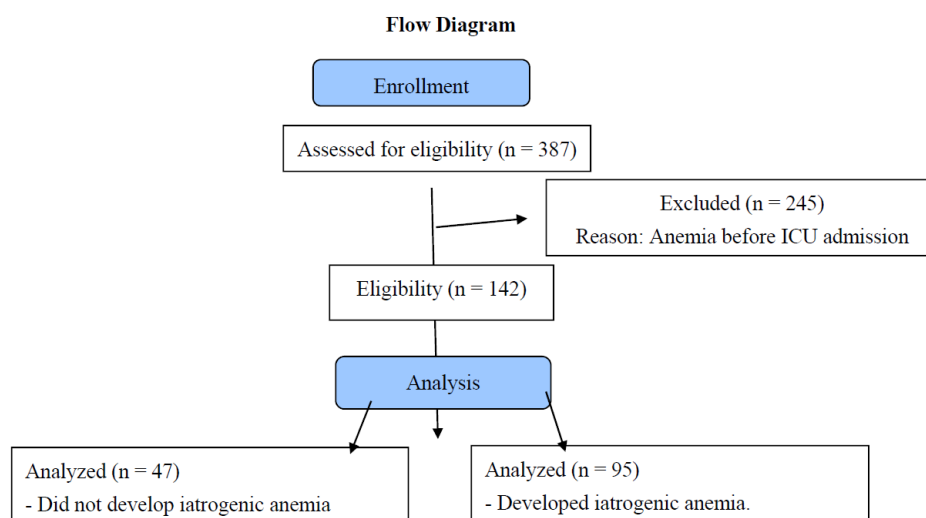 Flow Diagram
Enrollment
Assessed for eligibility (n = 387)
Excluded (n = 245)
Reason: Anemia before ICU admission
Eligibility (n = 142)
Analysis
Analyzed (n = 47)
- Did not develop iatrogenic anemia
Analyzed (n = 95)
- Developed iatrogenic anemia.